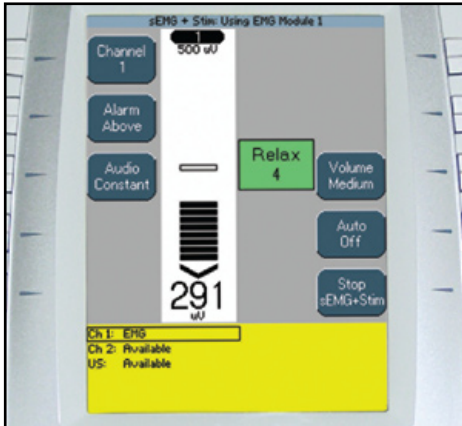 sEMG + Stim: Using EMG Module 1
1
500 uV
Channel
1
Alarm
Above
Audio
Constant
Relax
4
Volume
Medium
Auto
Off
Stop
sEMG+Stim
291
uV
Ch 1: EMG
Ch 2: Available
US: Available